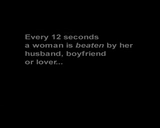 Every 12 seconds
a woman is beaten by her
husband, boyfriend
or lover...